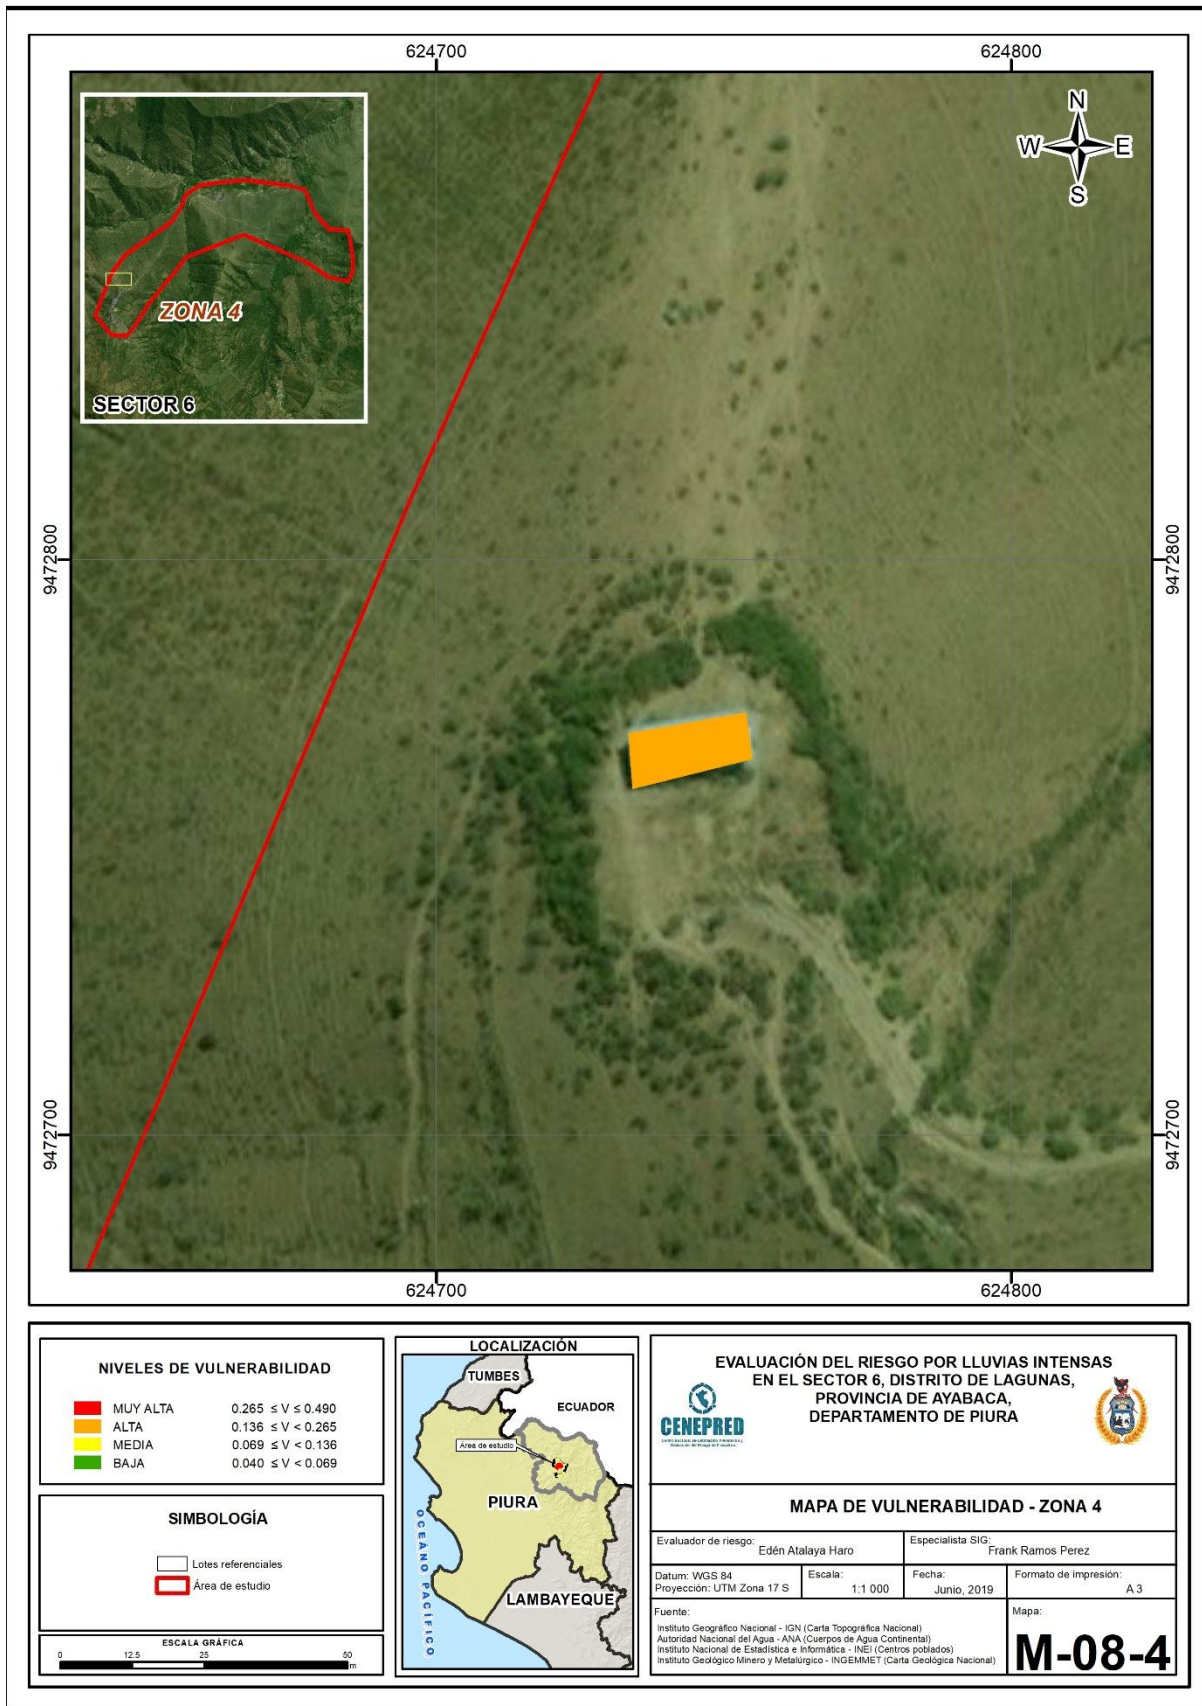 624700
624800
N
W
E
S
ZONA 4
SECTOR 6
9472800
9472800
9472700
9472700
624700
624800
NIVELES DE VULNERABILIDAD
MUY ALTA 0.265 ≤ V < 0.490
ALTA 0.136 ≤ V < 0.265
MEDIA 0.069 ≤ V < 0.136
BAJA 0.040 ≤ V < 0.069
SIMBOLOGÍA
Lotes referenciales
Área de estudio
ESCALA GRÁFICA
0 12.5 25 50
m
LOCALIZACIÓN
TUMBES
ECUADOR
Área de estudio
PIURA
OCEÁNO PACÍFICO
LAMBAYEQUE
EVALUACIÓN DEL RIESGO POR LLUVIAS INTENSAS
EN EL SECTOR 6, DISTRITO DE LAGUNAS,
PROVINCIA DE AYABACA,
DEPARTAMENTO DE PIURA
CENEPRED
MAPA DE VULNERABILIDAD - ZONA 4
Evaluador de riesgo:
Edén Atalaya Haro
Especialista SIG:
Frank Ramos Perez
Datum: WGS 84
Proyección: UTM Zona 17 S
Escala:
1:1 000
Fecha:
Junio, 2019
Formato de impresión:
A 3
Fuente:
Instituto Geográfico Nacional - IGN (Carta Topográfica Nacional)
Autoridad Nacional del Agua - ANA (Cuerpos de Agua Continental)
Instituto Nacional de Estadística e Informática - INEI (Centros poblados)
Instituto Geológico Minero y Metalúrgico - INGEMMET (Carta Geológica Nacional)
Mapa:
M-08-4